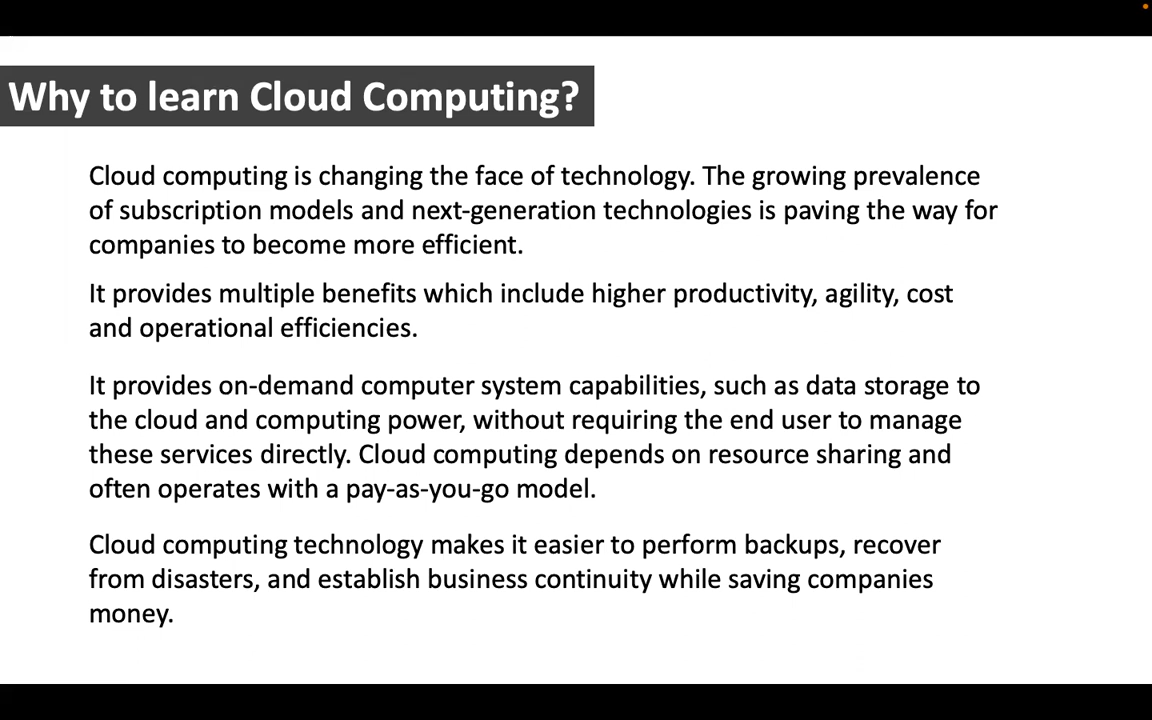 Why to learn Cloud Computing?
Cloud computing is changing the face of technology. The growing prevalence
of subscription models and next-generation technologies is paving the way for
companies to become more efficient.
It provides multiple benefits which include higher productivity, agility, cost
and operational efficiencies.
It provides on-demand computer system capabilities, such as data storage to
the cloud and computing power, without requiring the end user to manage
these services directly. Cloud computing depends on resource sharing and
often operates with a pay-as-you-go model.
Cloud computing technology makes it easier to perform backups, recover
from disasters, and establish business continuity while saving companies
money.